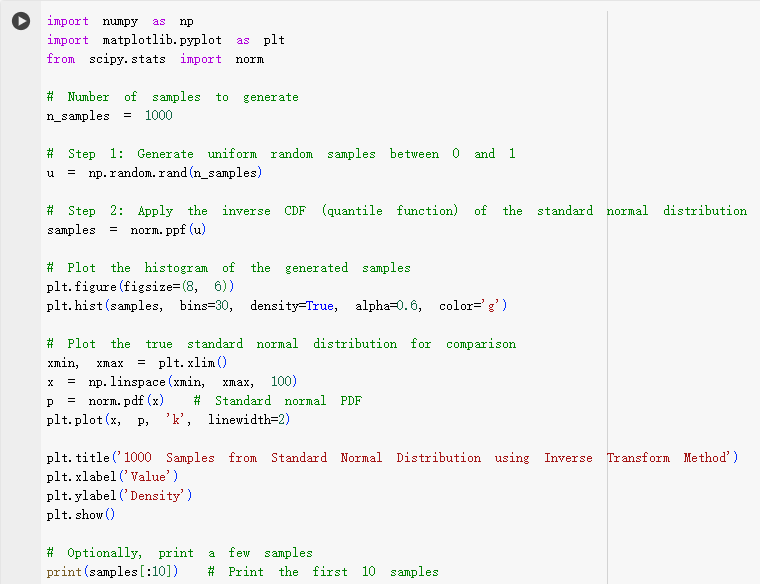 import numpy as np
import matplotlib.pyplot as plt
from scipy.stats import norm
# Number of samples to generate
n_samples = 1000
# Step 1: Generate uniform random samples between 0 and 1
u = np.random.rand(n_samples)
# Step 2: Apply the inverse CDF (quantile function) of the standard normal distribution
samples = norm.ppf(u)
# Plot the histogram of the generated samples
plt.figure(figsize=(8, 6))
plt.hist(samples, bins=30, density=True, alpha=0.6, color='g')
# Plot the true standard normal distribution for comparison
xmin, xmax = plt.xlim()
x = np.linspace(xmin, xmax, 100)
p = norm.pdf(x) # Standard normal PDF
plt.plot(x, p, 'k', linewidth=2)
plt.title('1000 Samples from Standard Normal Distribution using Inverse Transform Method')
plt.xlabel('Value')
plt.ylabel('Density')
plt.show()
# Optionally, print a few samples
print(samples[:10]) # Print the first 10 samples